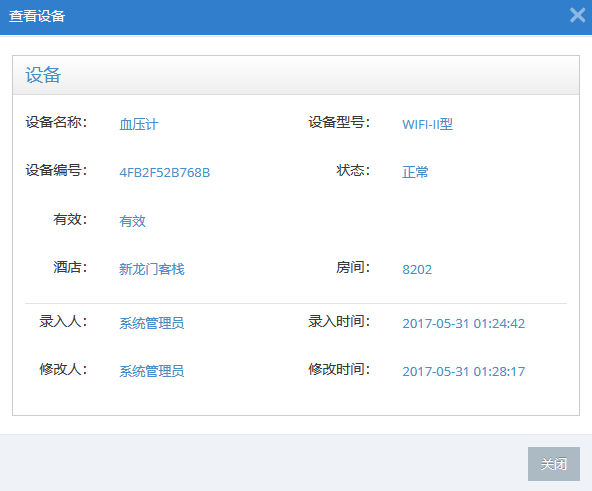 查看设备
设备
设备名称： 血压计 设备型号： WIFI-II型
设备编号： 4FB2F52B768B 状态： 正常
有效： 有效
酒店： 新龙门客栈 房间： 8202
录入人： 系统管理员 录入时间： 2017-05-31 01:24:42
修改人： 系统管理员 修改时间： 2017-05-31 01:28:17
关闭